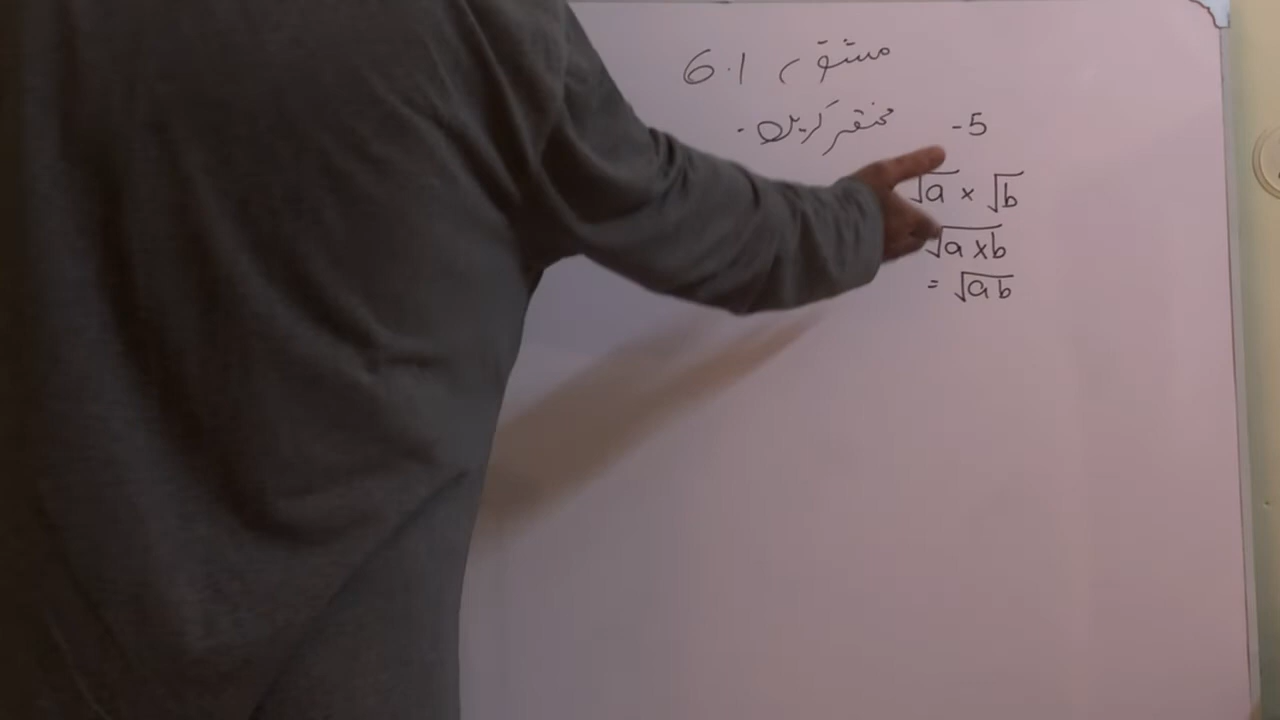 مشق 6.1
5- مختصر کریں۔
√a × √b
√a×b
= √ab